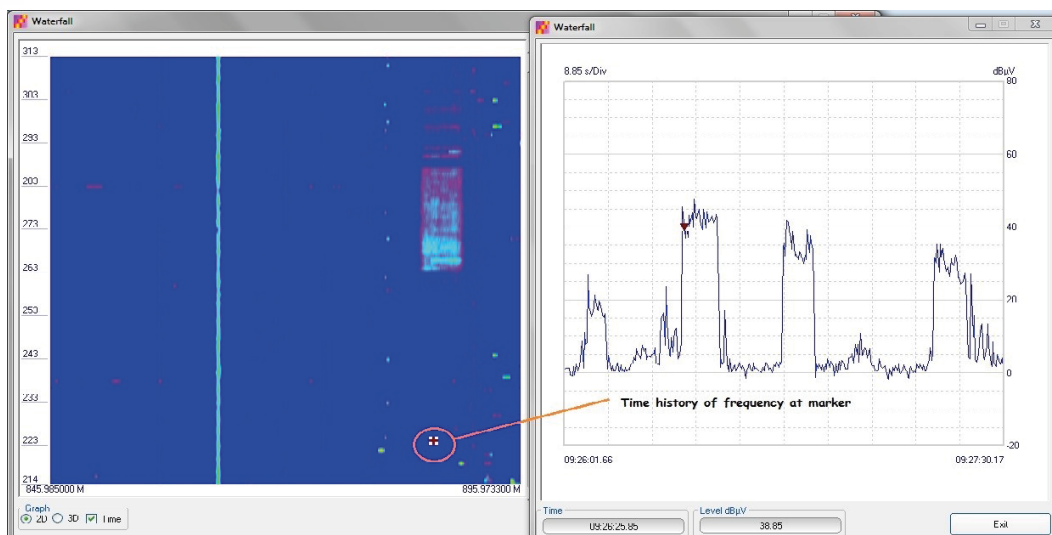 Waterfall
313
303
293
203
273
263
253
243
233
223
214
845.985000 M
895.973300 M
Graph
2D
3D
Time
Waterfall
8.85 s/Div
dBµV
80
60
40
20
0
-20
Time history of frequency at marker
09:26:01.66
09:27:30.17
Time
09:26:25.85
Level dBµV
38.85
Exit